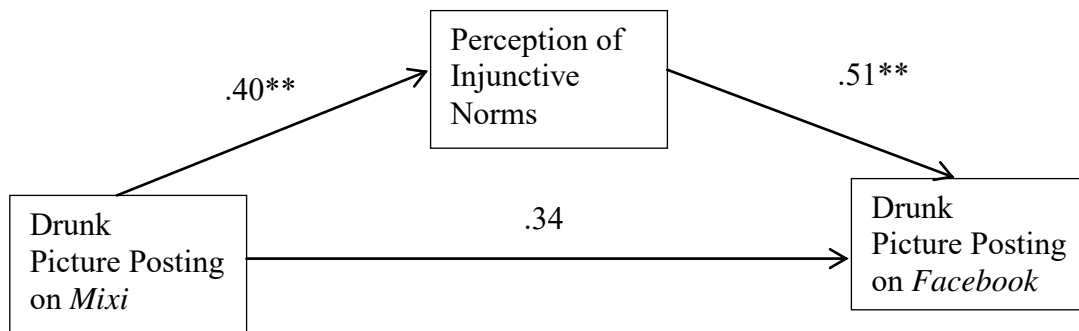 Perception of
Injunctive
Norms
.40**
.51**
Drunk
Picture Posting
on Mixi
.34
Drunk
Picture Posting
on Facebook